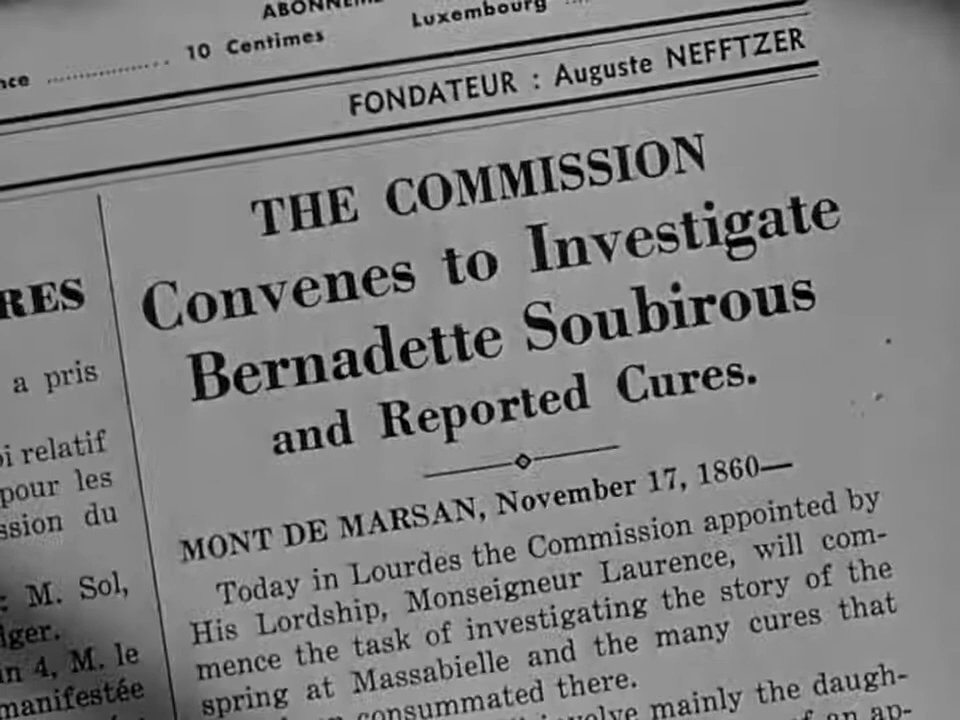 10 Centimes
Luxembourg
FONDATEUR : Auguste NEFFTZER
RES
a pris
relatif
pour les
du
M. Sol,
4, M. le
manifestée
THE COMMISSION
Convenes to Investigate
Bernadette Soubirous
and Reported Cures.
MONT DE MARSAN, November 17, 1860—
Today in Lourdes the Commission appointed by
His Lordship, Monseigneur Laurence, will com-
mence the task of investigating the story of the
spring at Massabielle and the many cures that
consummated there.
mainly the daugh-